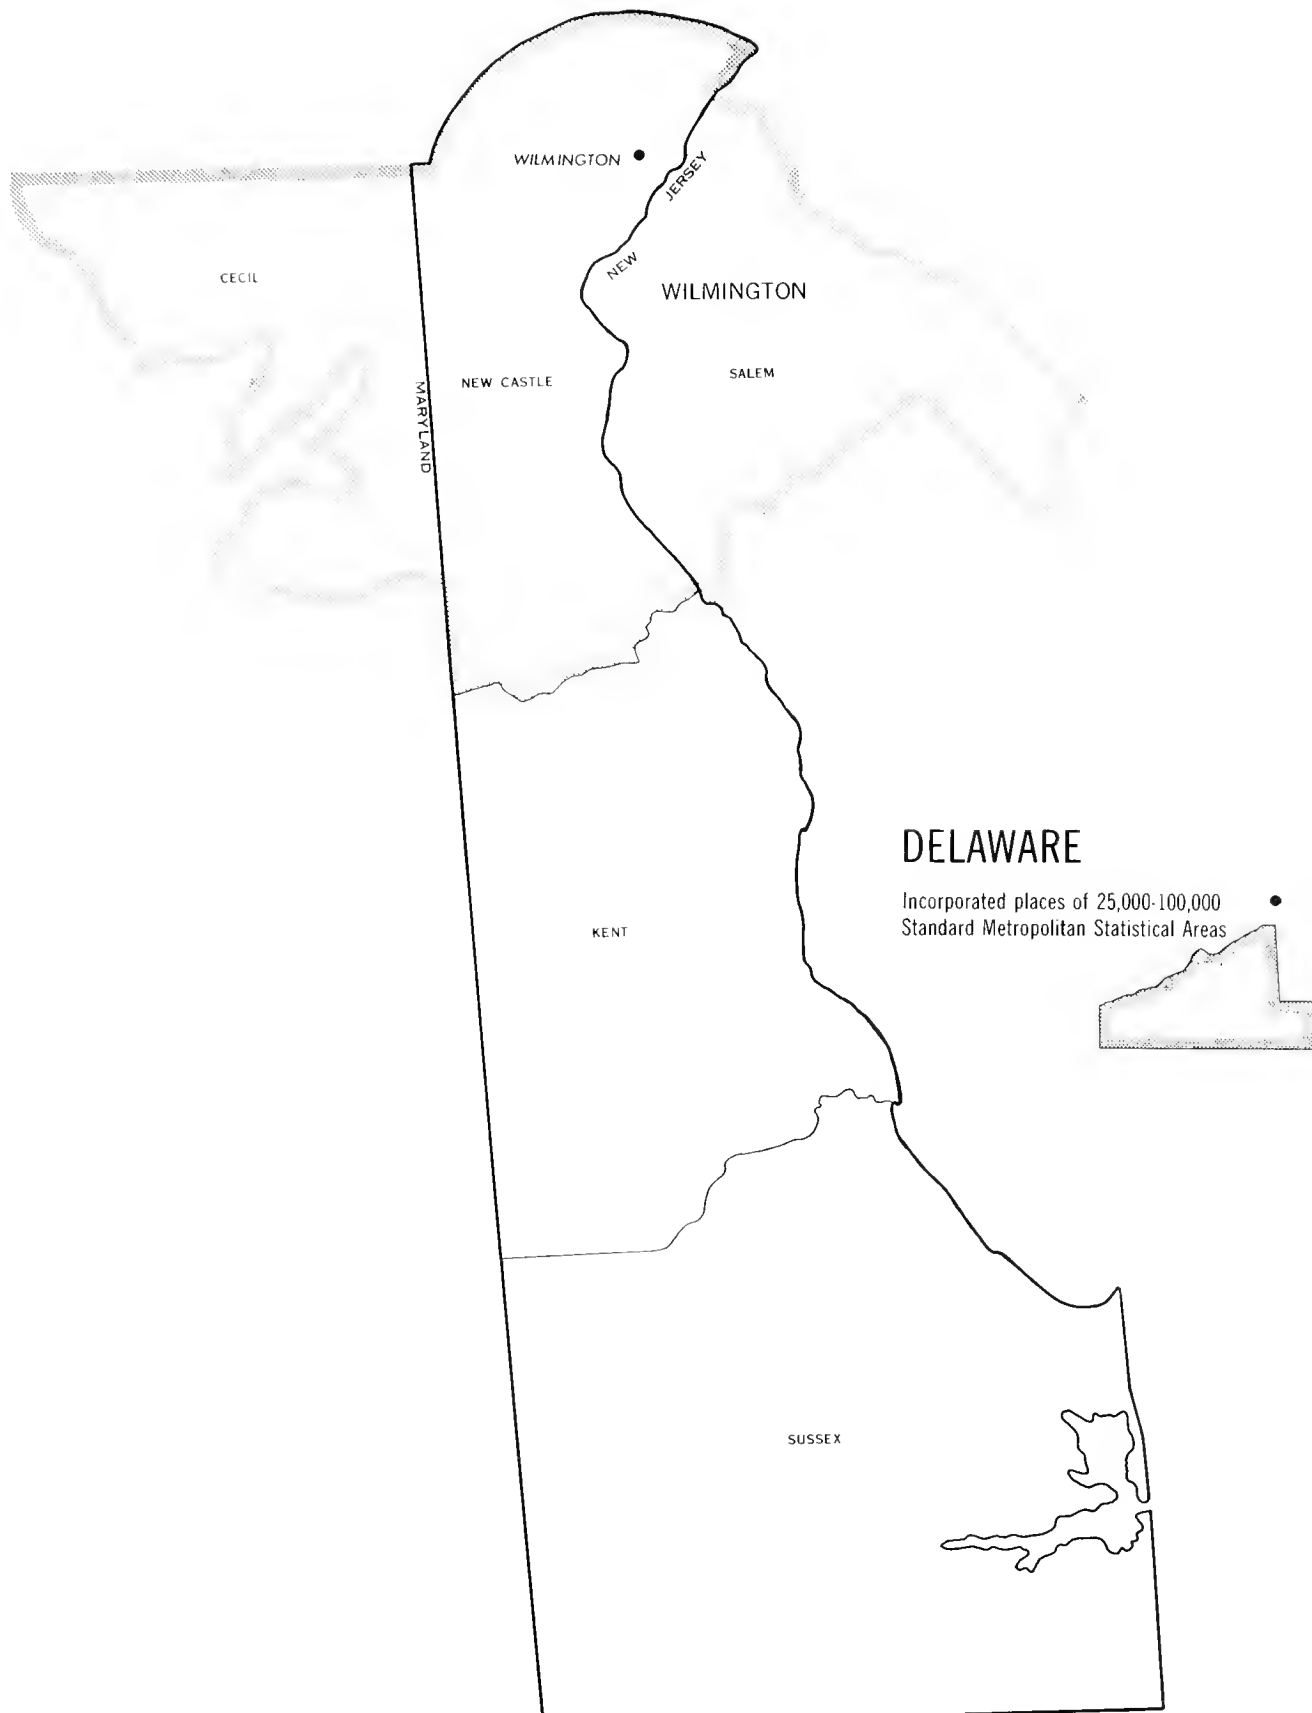 WILMINGTON
NEW JERSEY
CECIL
WILMINGTON
SALEM
NEW CASTLE
MARYLAND
DELAWARE
Incorporated places of 25,000-100,000
Standard Metropolitan Statistical Areas
KENT
SUSSEX